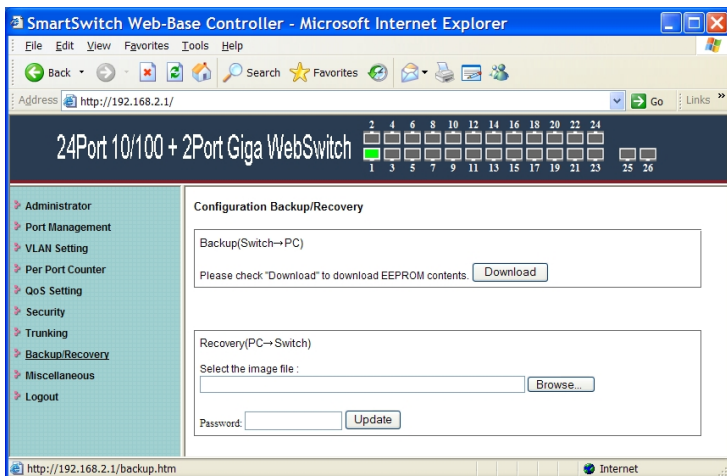 SmartSwitch Web-Base Controller - Microsoft Internet Explorer
File Edit View Favorites Tools Help
Back Search Favorites
Address http://192.168.2.1/ Go Links »
2 4 6 8 10 12 14 16 18 20 22 24
24Port 10/100 + 2Port Giga WebSwitch
1 3 5 7 9 11 13 15 17 19 21 23 25 26
Administrator
Port Management
VLAN Setting
Per Port Counter
QoS Setting
Security
Trunking
Backup/Recovery
Miscellaneous
Logout
Configuration Backup/Recovery
Backup(Switch→PC)
Please check "Download" to download EEPROM contents. Download
Recovery(PC→Switch)
Select the image file :
Browse...
Password: Update
http://192.168.2.1/backup.htm Internet